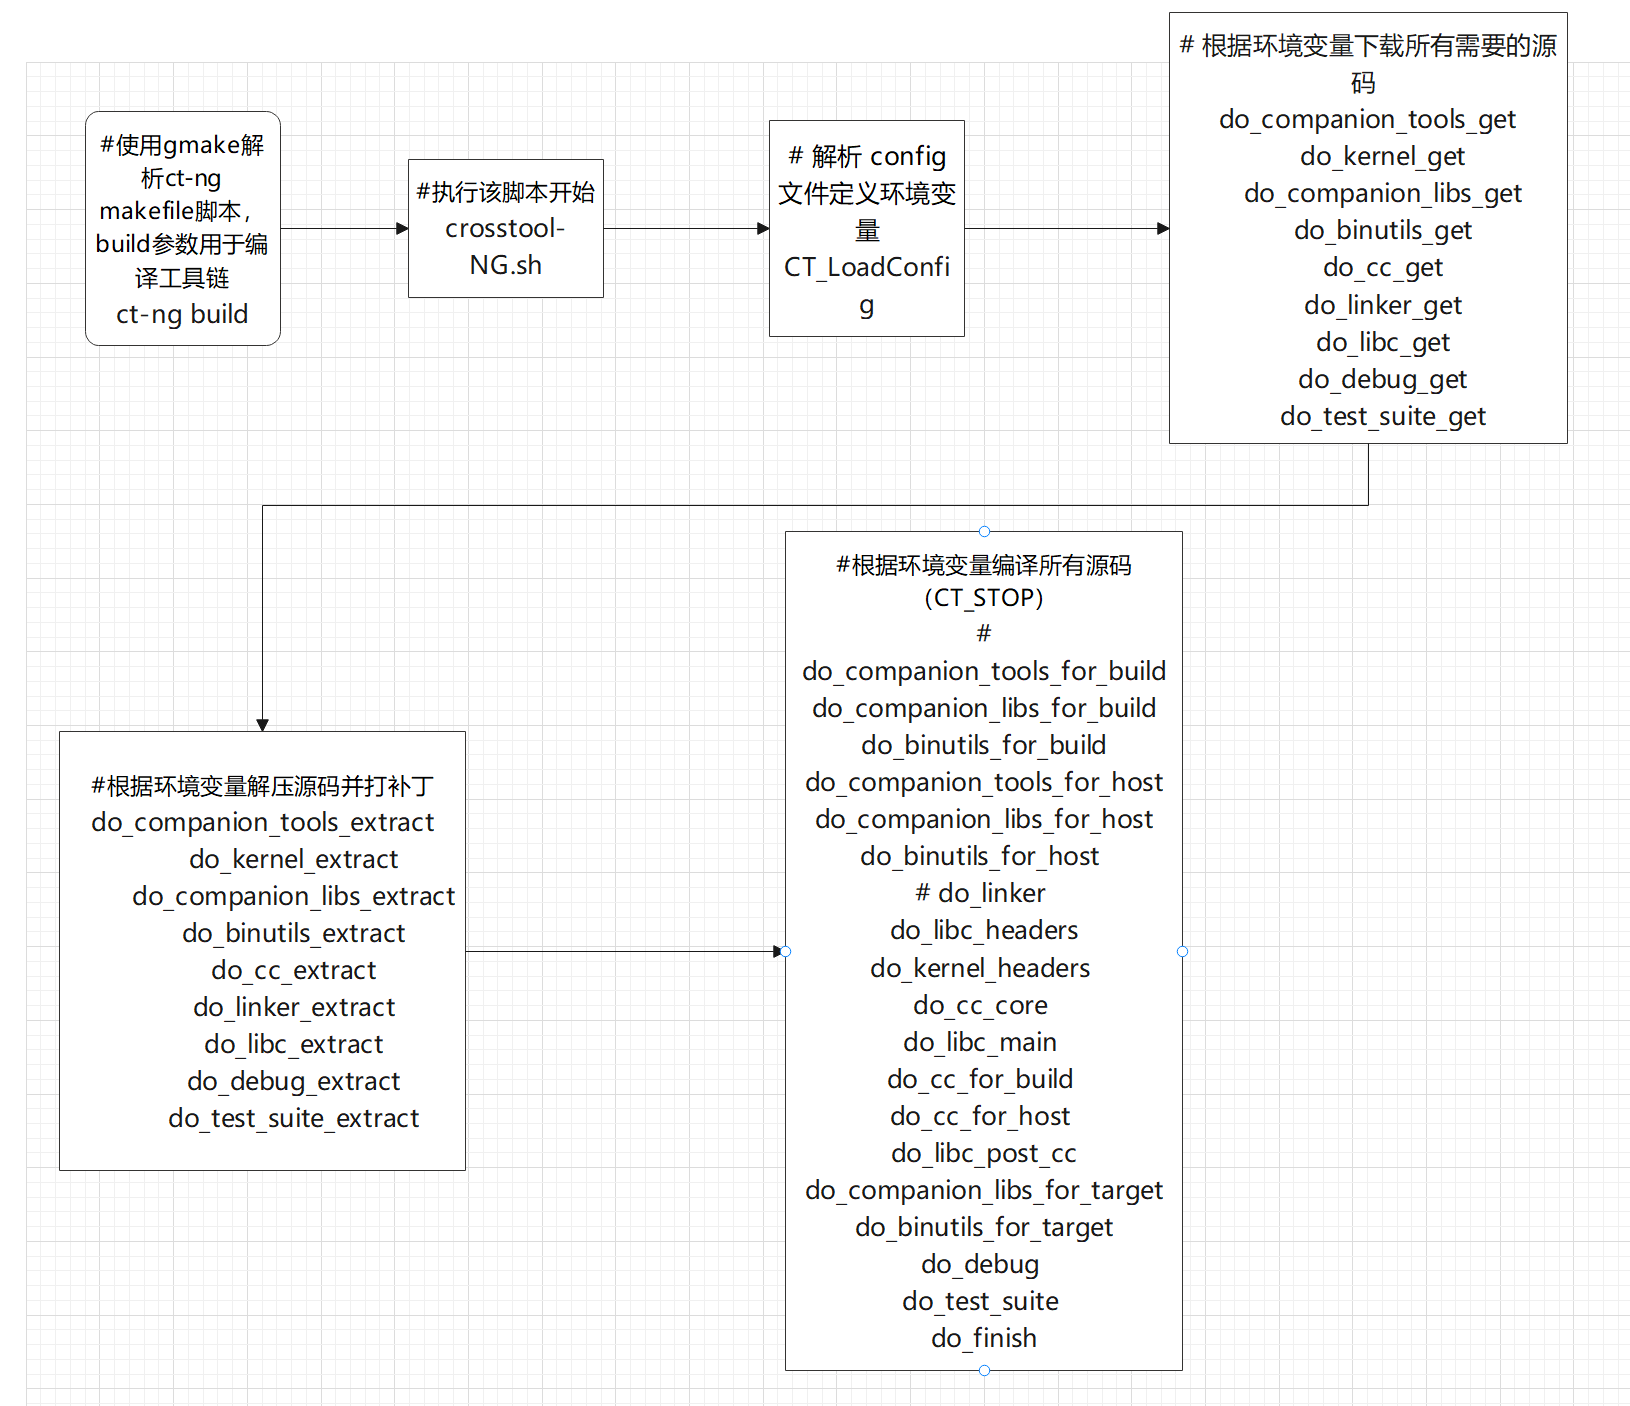 #使用gmake解
析ct-ng
makefile脚本，
build参数用于编
译工具链
ct-ng build
#执行该脚本开始
crosstool-
NG.sh
# 解析 config
文件定义环境变
量
CT_LoadConfi
g
# 根据环境变量下载所有需要的源
码
do_companion_tools_get
do_kernel_get
do_companion_libs_get
do_binutils_get
do_cc_get
do_linker_get
do_libc_get
do_debug_get
do_test_suite_get
#根据环境变量解压源码并打补丁
do_companion_tools_extract
do_kernel_extract
do_companion_libs_extract
do_binutils_extract
do_cc_extract
do_linker_extract
do_libc_extract
do_debug_extract
do_test_suite_extract
#根据环境变量编译所有源码
（CT_STOP）
#
do_companion_tools_for_build
do_companion_libs_for_build
do_binutils_for_build
do_companion_tools_for_host
do_companion_libs_for_host
do_binutils_for_host
# do_linker
do_libc_headers
do_kernel_headers
do_cc_core
do_libc_main
do_cc_for_build
do_cc_for_host
do_libc_post_cc
do_companion_libs_for_target
do_binutils_for_target
do_debug
do_test_suite
do_finish